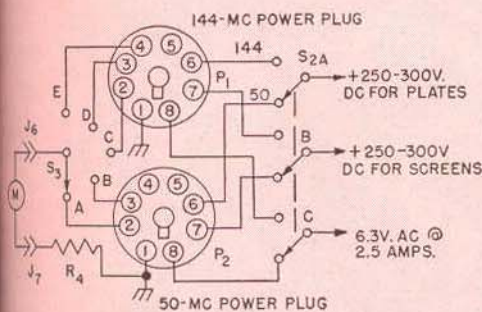 144-MC POWER PLUG
4 5
3 6
2 7
1 8
P1
144
50
S2A
+250-300V.
DC FOR PLATES
B
+250-300V
DC FOR SCREENS
C
6.3V. AC @
2.5 AMPS.
E
D
C
J6
S3
B
A
M
J7
R4
4 5
3 6
2 7
1 8
P2
50-MC POWER PLUG